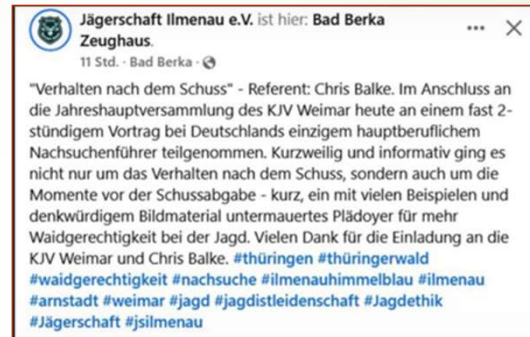 Jägerschaft Ilmenau e.V. ist hier: Bad Berka
Zeughaus.
11 Std. · Bad Berka ·
"Verhalten nach dem Schuss" - Referent: Chris Balke. Im Anschluss an
die Jahreshauptversammlung des KJV Weimar heute an einem fast 2-
stündigem Vortrag bei Deutschlands einzigem hauptberuflichem
Nachsuchenführer teilgenommen. Kurzweilig und informativ ging es
nicht nur um das Verhalten nach dem Schuss, sondern auch um die
Momente vor der Schussabgabe - kurz, ein mit vielen Beispielen und
denkwürdigem Bildmaterial untermauertes Plädoyer für mehr
Waidgerechtigkeit bei der Jagd. Vielen Dank für die Einladung an die
KJV Weimar und Chris Balke. #thüringen #thüringerwald
#waidgerechtigkeit #nachsuche #ilmenauhimmelblau #ilmenau
#arnstadt #weimar #jagd #jagdistleidenschaft #Jagdethik
#Jägerschaft #jsilmenau